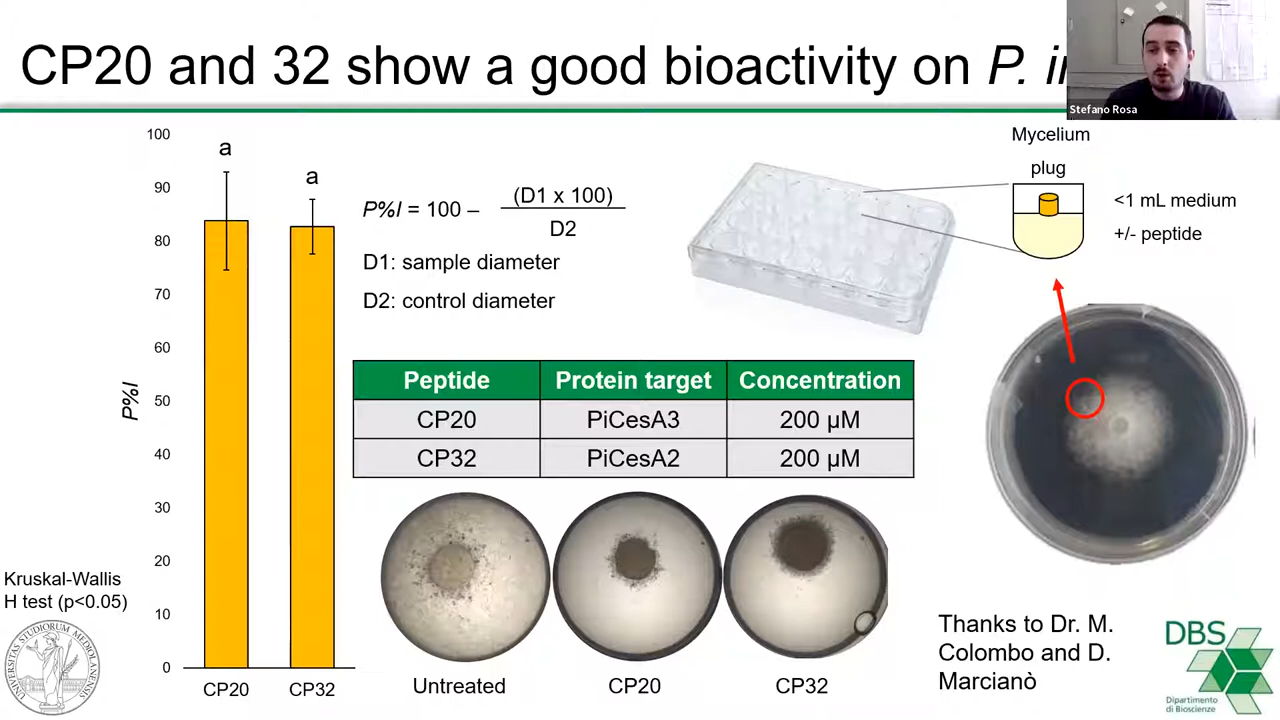 CP20 and 32 show a good bioactivity on P.
Stefano Rosa
100
90
80
70
60
50
40
30
20
10
0
P%I
a
a
CP20
CP32
Kruskal-Wallis
H test (p<0.05)
P%I = 100 – (D1 x 100)
D2
D1: sample diameter
D2: control diameter
Mycelium
plug
<1 mL medium
+/- peptide
Peptide Protein target Concentration
CP20 PiCesA3 200 µM
CP32 PiCesA2 200 µM
Untreated
CP20
CP32
Thanks to Dr. M.
Colombo and D.
Marcianò
UNIVERSITAS STUDIORUM MEDIOLANENSIS
DBS
Dipartimento
di Bioscienze